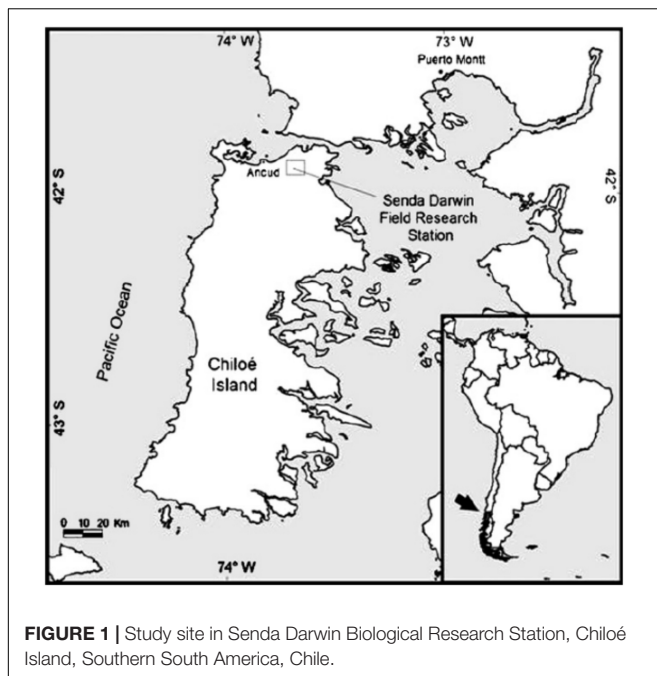 74° W
73° W
Puerto Montt
42° S
42° S
Ancud
Senda Darwin
Field Research
Station
Pacific Ocean
Chiloé
Island
43° S
0 10 20 Km
74° W
FIGURE 1 | Study site in Senda Darwin Biological Research Station, Chiloé
Island, Southern South America, Chile.